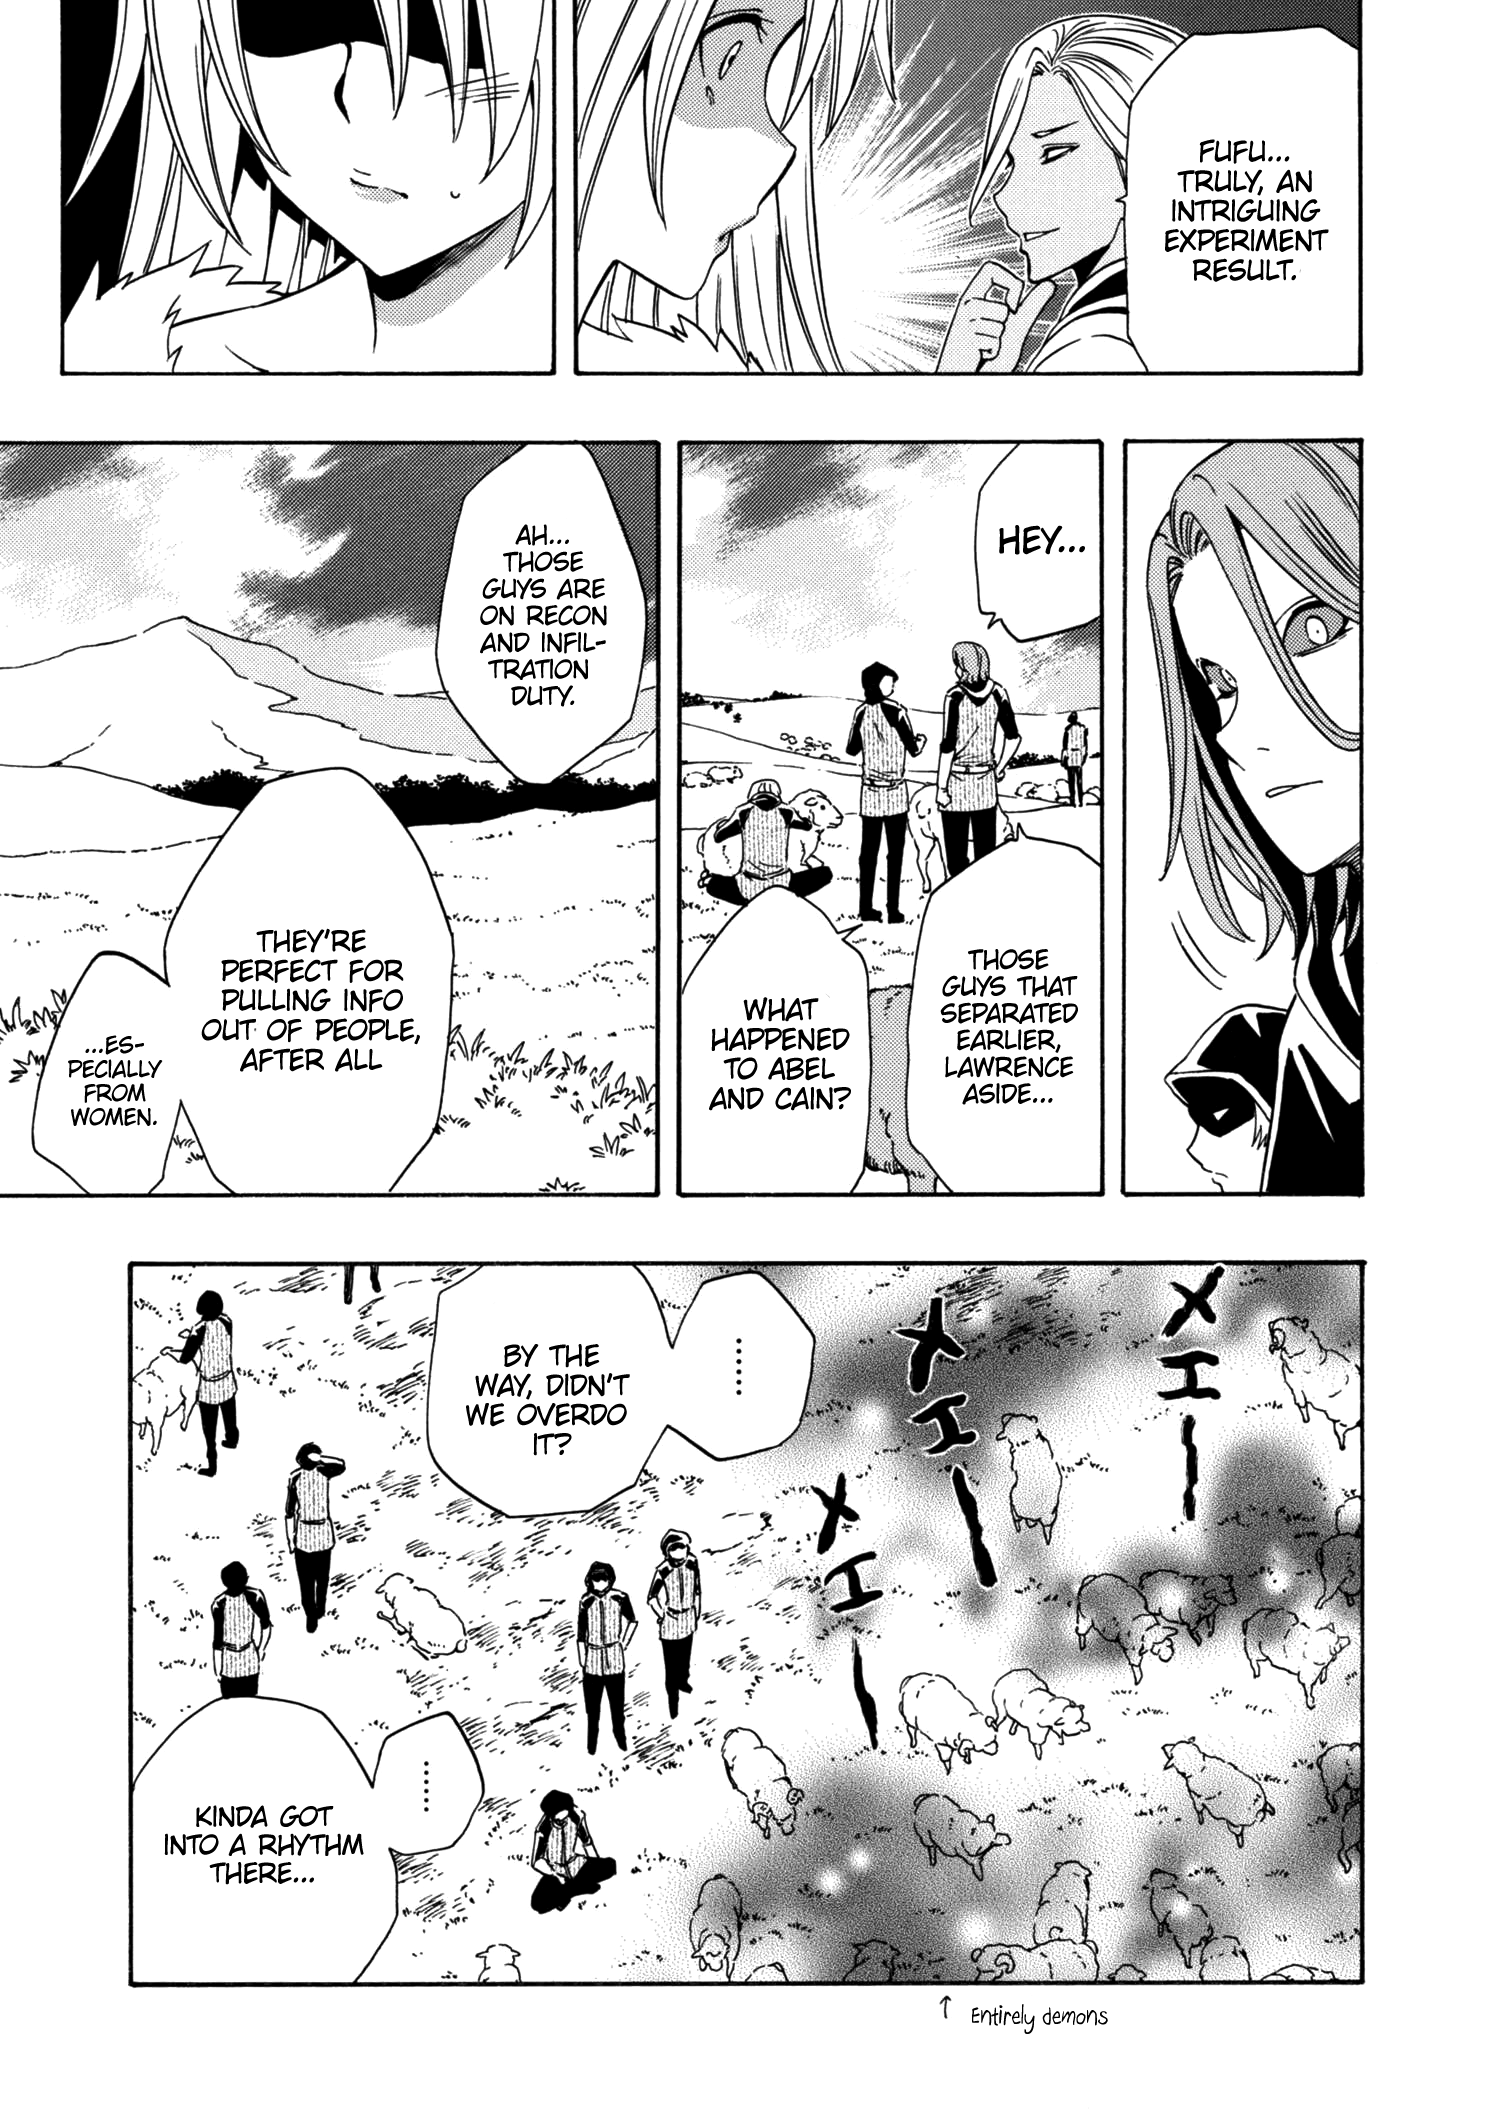 FUFU...
TRULY, AN
INTRIGUING
EXPERIMENT
RESULT.
HEY...
THOSE
GUYS THAT
SEPARATED
EARLIER,
LAWRENCE
ASIDE...
WHAT
HAPPENED
TO ABEL
AND CAIN?
AH...
THOSE
GUYS ARE
ON RECON
AND INFIL-
TRATION
DUTY.
THEY'RE
PERFECT FOR
PULLING INFO
OUT OF PEOPLE,
AFTER ALL
...ES-
PECIALLY
FROM
WOMEN.
メエー
メエー
メエー
......
BY THE
WAY, DIDN'T
WE OVERDO
IT?
......
KINDA GOT
INTO A RHYTHM
THERE...
↑ Entirely demons